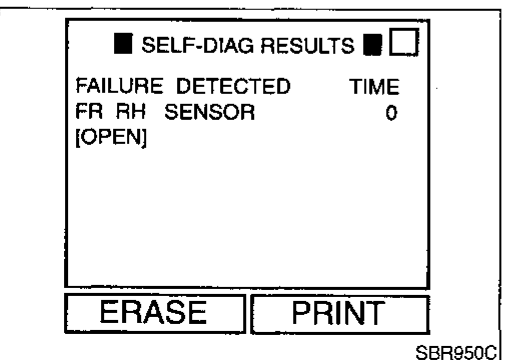 SELF-DIAG RESULTS
FAILURE DETECTED TIME
FR RH SENSOR 0
[OPEN]
ERASE PRINT
SBR950C